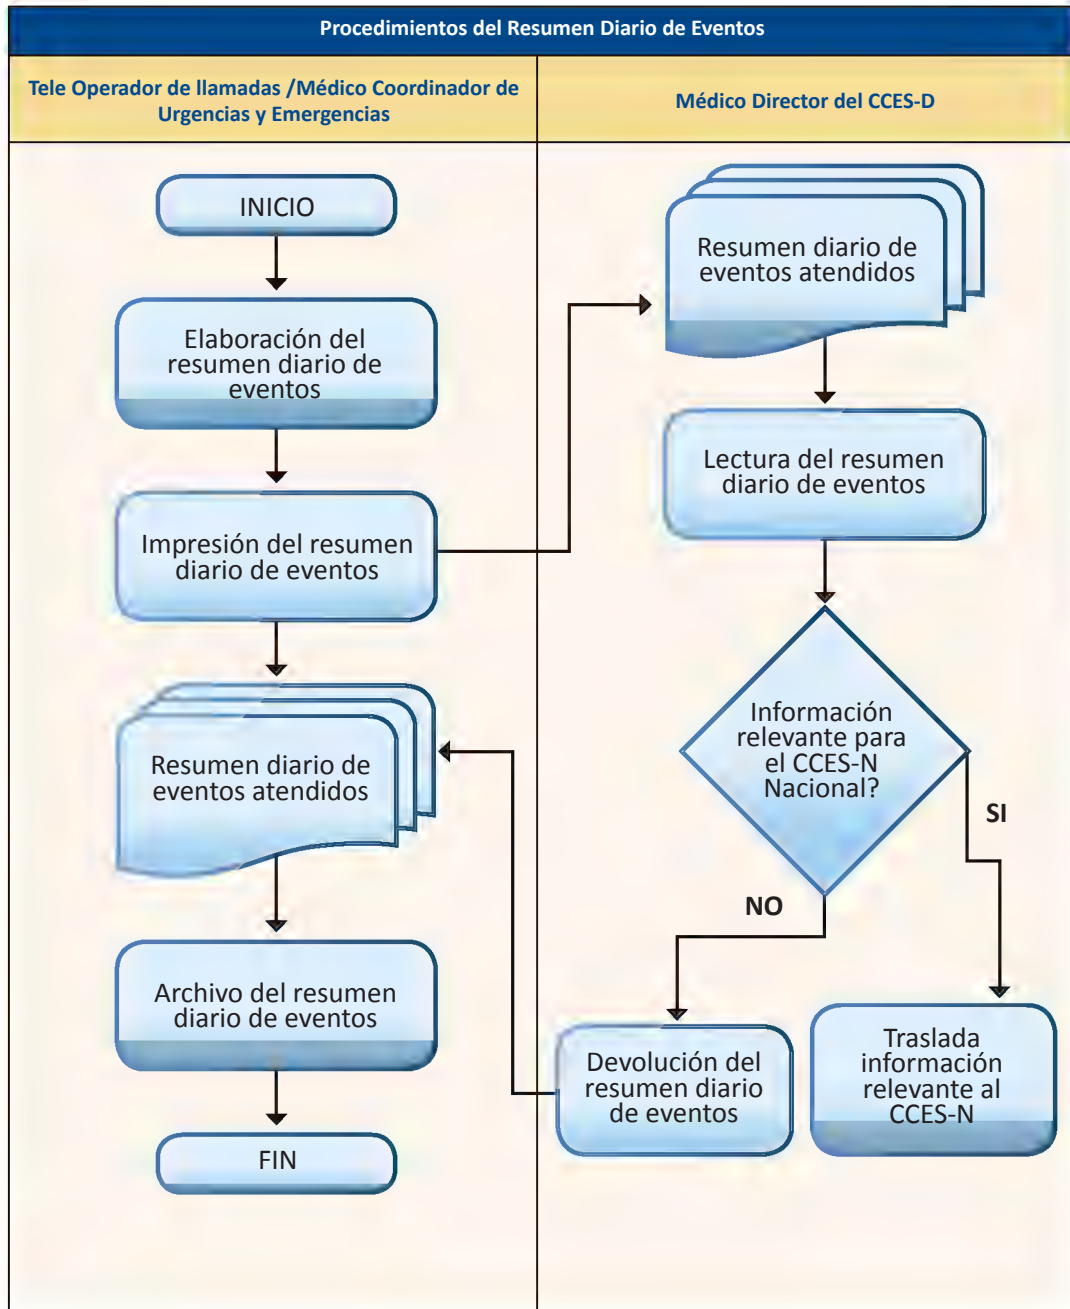 Procedimientos del Resumen Diario de Eventos
Tele Operador de llamadas /Médico Coordinador de
Urgencias y Emergencias
Médico Director del CCES-D
INICIO
Elaboración del
resumen diario de
eventos
Impresión del resumen
diario de eventos
Resumen diario de
eventos atendidos
Archivo del resumen
diario de eventos
FIN
Resumen diario de
eventos atendidos
Lectura del resumen
diario de eventos
Información
relevante para
el CCES-N
Nacional?
SI
NO
Devolución del
resumen diario
de eventos
Traslada
información
relevante al
CCES-N